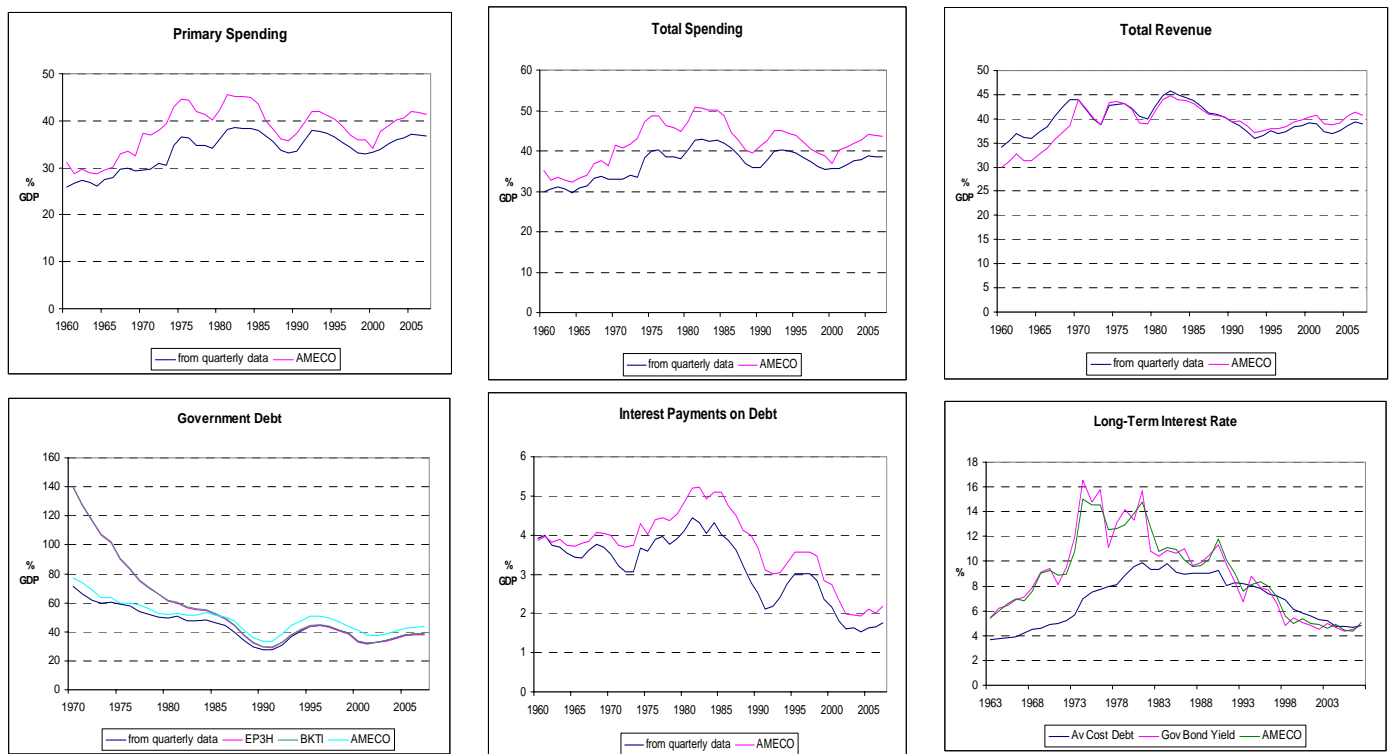 Primary Spending
50
40
30
20
10
0
%
GDP
1960 1965 1970 1975 1980 1985 1990 1995 2000 2005
from quarterly data AMECO
Total Spending
60
50
40
30
20
10
0
%
GDP
1960 1965 1970 1975 1980 1985 1990 1995 2000 2005
from quarterly data AMECO
Total Revenue
50
45
40
35
30
25
20
15
10
5
0
%
GDP
1960 1965 1970 1975 1980 1985 1990 1995 2000 2005
from quarterly data AMECO
Government Debt
160
140
120
100
80
60
40
20
0
%
GDP
1970 1975 1980 1985 1990 1995 2000 2005
from quarterly data EP3H BKTI AMECO
Interest Payments on Debt
6
5
4
3
2
1
0
%
GDP
1960 1965 1970 1975 1980 1985 1990 1995 2000 2005
from quarterly data AMECO
Long-Term Interest Rate
18
16
14
12
10
8
6
4
2
0
%
1963 1968 1973 1978 1983 1988 1993 1998 2003
Av Cost Debt Gov Bond Yield AMECO